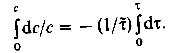 ∫₀ᶜ dc/c = − (1/τ̃) ∫₀^τ dτ.